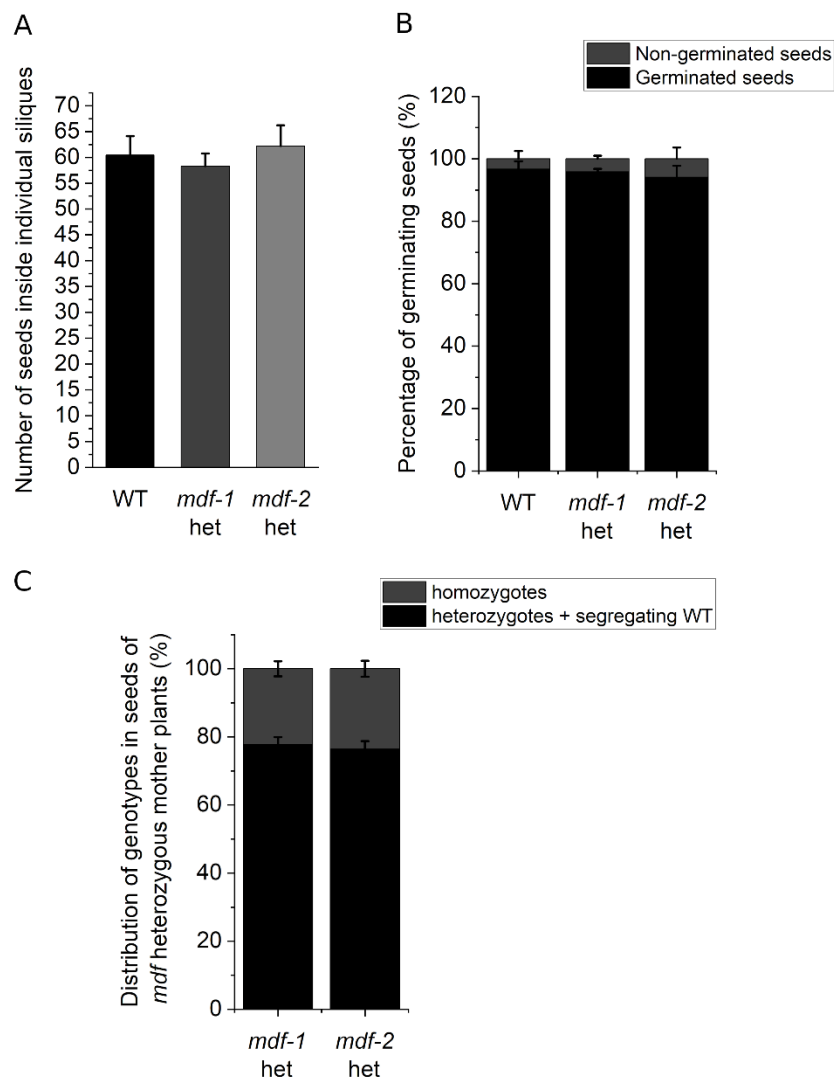 A
Number of seeds inside individual siliques
70
65
60
55
50
45
40
35
30
25
20
15
10
5
0
WT
mdf-1
het
mdf-2
het
B
Non-germinated seeds
Germinated seeds
Percentage of germinating seeds (%)
120
100
80
60
40
20
0
WT
mdf-1
het
mdf-2
het
C
homozygotes
heterozygotes + segregating WT
Distribution of genotypes in seeds of
mdf heterozygous mother plants (%)
100
80
60
40
20
0
mdf-1
het
mdf-2
het